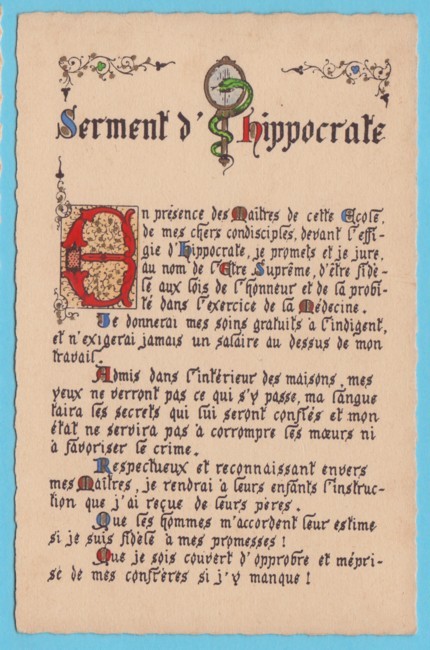 Serment d'hippocrate
En présence des Maîtres de cette École,
de mes chers condisciples, devant l'effi-
gie d'hippocrate, je promets et je jure,
au nom de l'Être Suprême, d'être fidè-
le aux lois de l'honneur et de la probi-
té dans l'exercice de la Médecine.
Je donnerai mes soins gratuits à l'indigent,
et n'exigerai jamais un salaire au dessus de mon
travail.
Admis dans l'intérieur des maisons, mes
yeux ne verront pas ce qui s'y passe, ma langue
taira les secrets qui lui seront confiés et mon
état ne servira pas à corrompre les mœurs ni
à favoriser le crime.
Respectueux et reconnaissant envers
mes Maîtres, je rendrai à leurs enfants l'instruc-
tion que j'ai reçue de leurs pères.
Que les hommes m'accordent leur estime
si je suis fidèle à mes promesses !
Que je sois couvert d'opprobre et mépri-
sé de mes confrères si j'y manque !